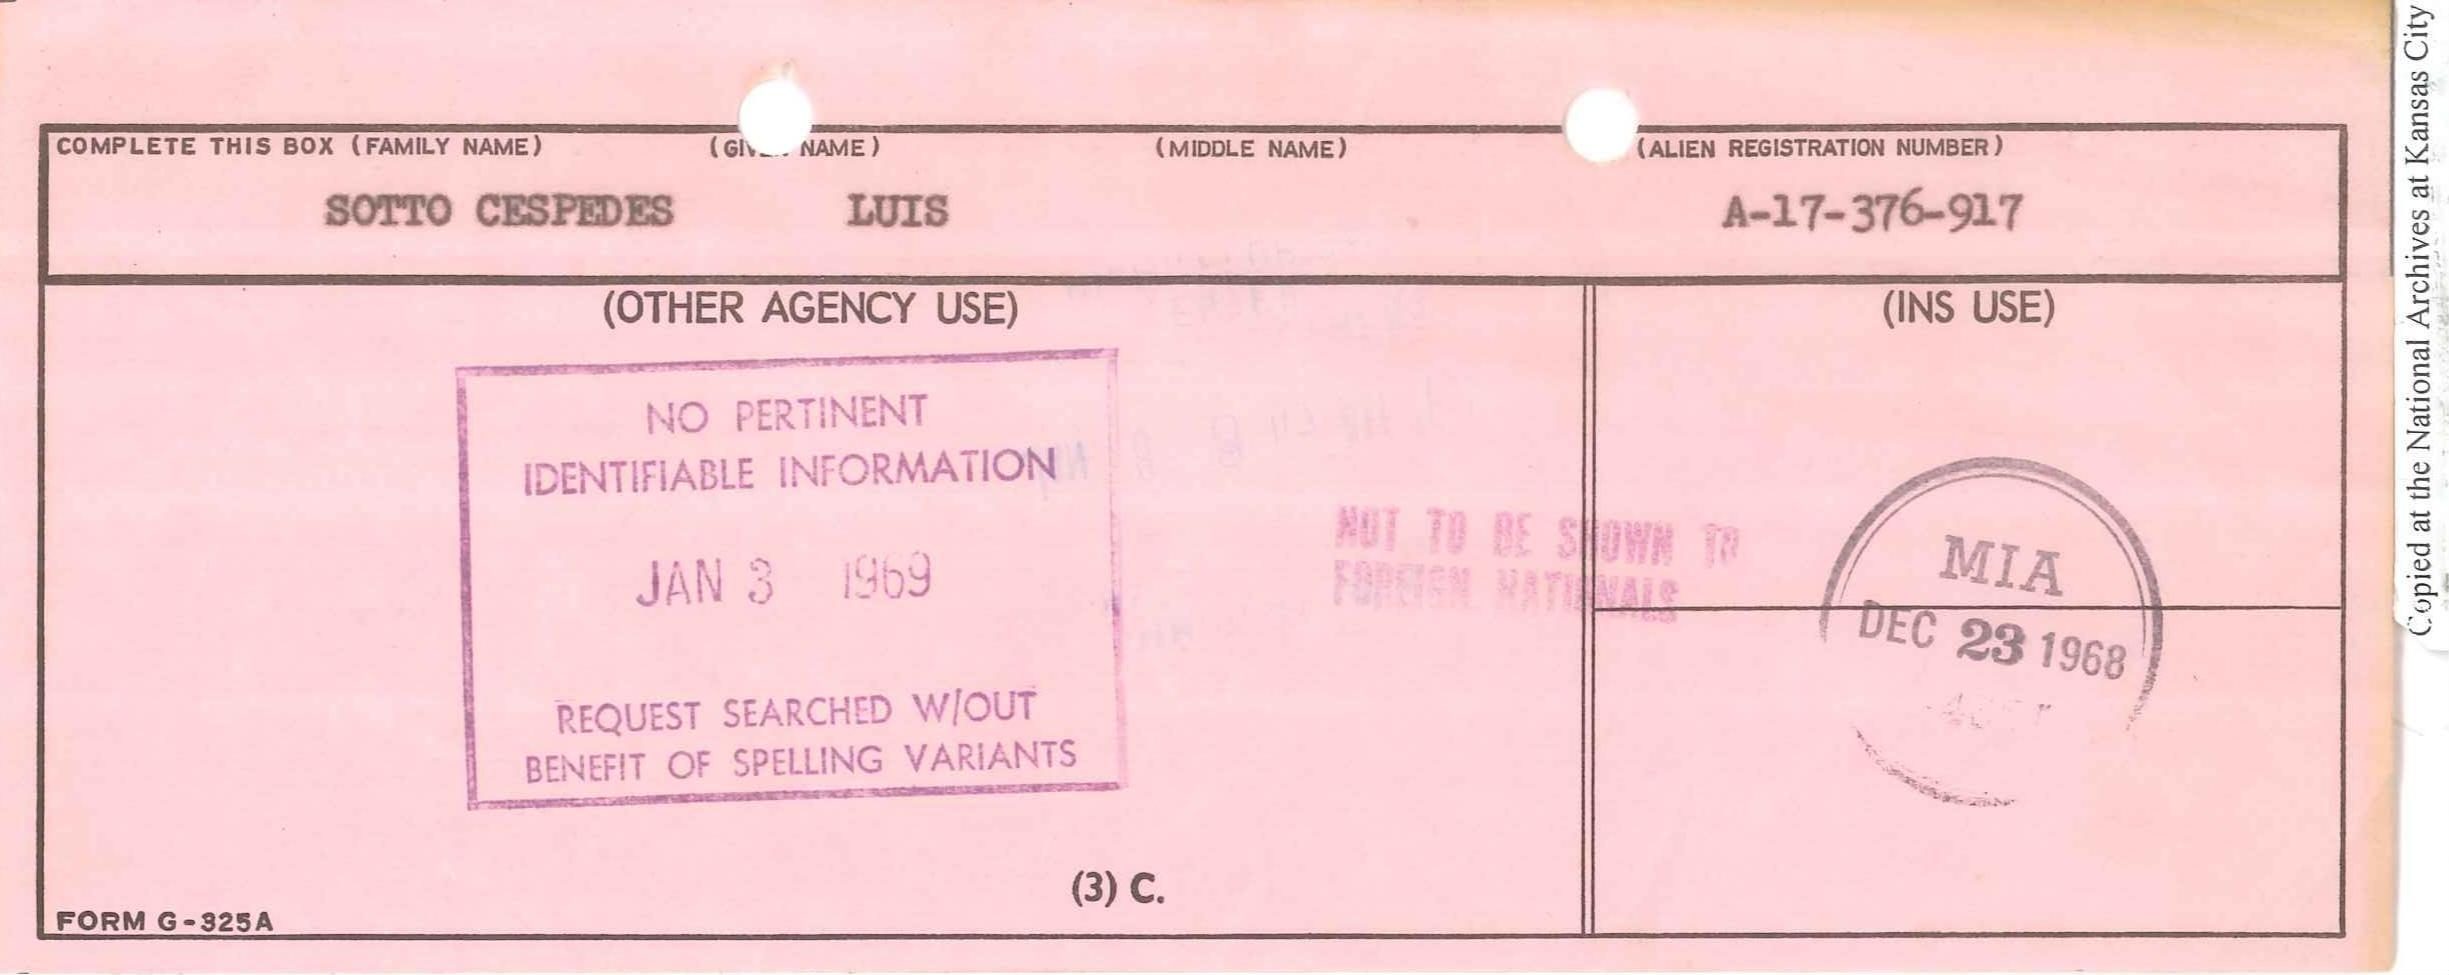 COMPLETE THIS BOX (FAMILY NAME) (GIV NAME) (MIDDLE NAME) (ALIEN REGISTRATION NUMBER)
SOTTO CESPEDES LUIS A-17-376-917
(OTHER AGENCY USE) (INS USE)
NO PERTINENT
IDENTIFIABLE INFORMATION
JAN 3 1969
REQUEST SEARCHED W/OUT
BENEFIT OF SPELLING VARIANTS
NOT TO BE SHOWN TO
FOREIGN NATIONALS
MIA
DEC 23 1968
(3) C.
FORM G-325A
Copied at the National Archives at Kansas City